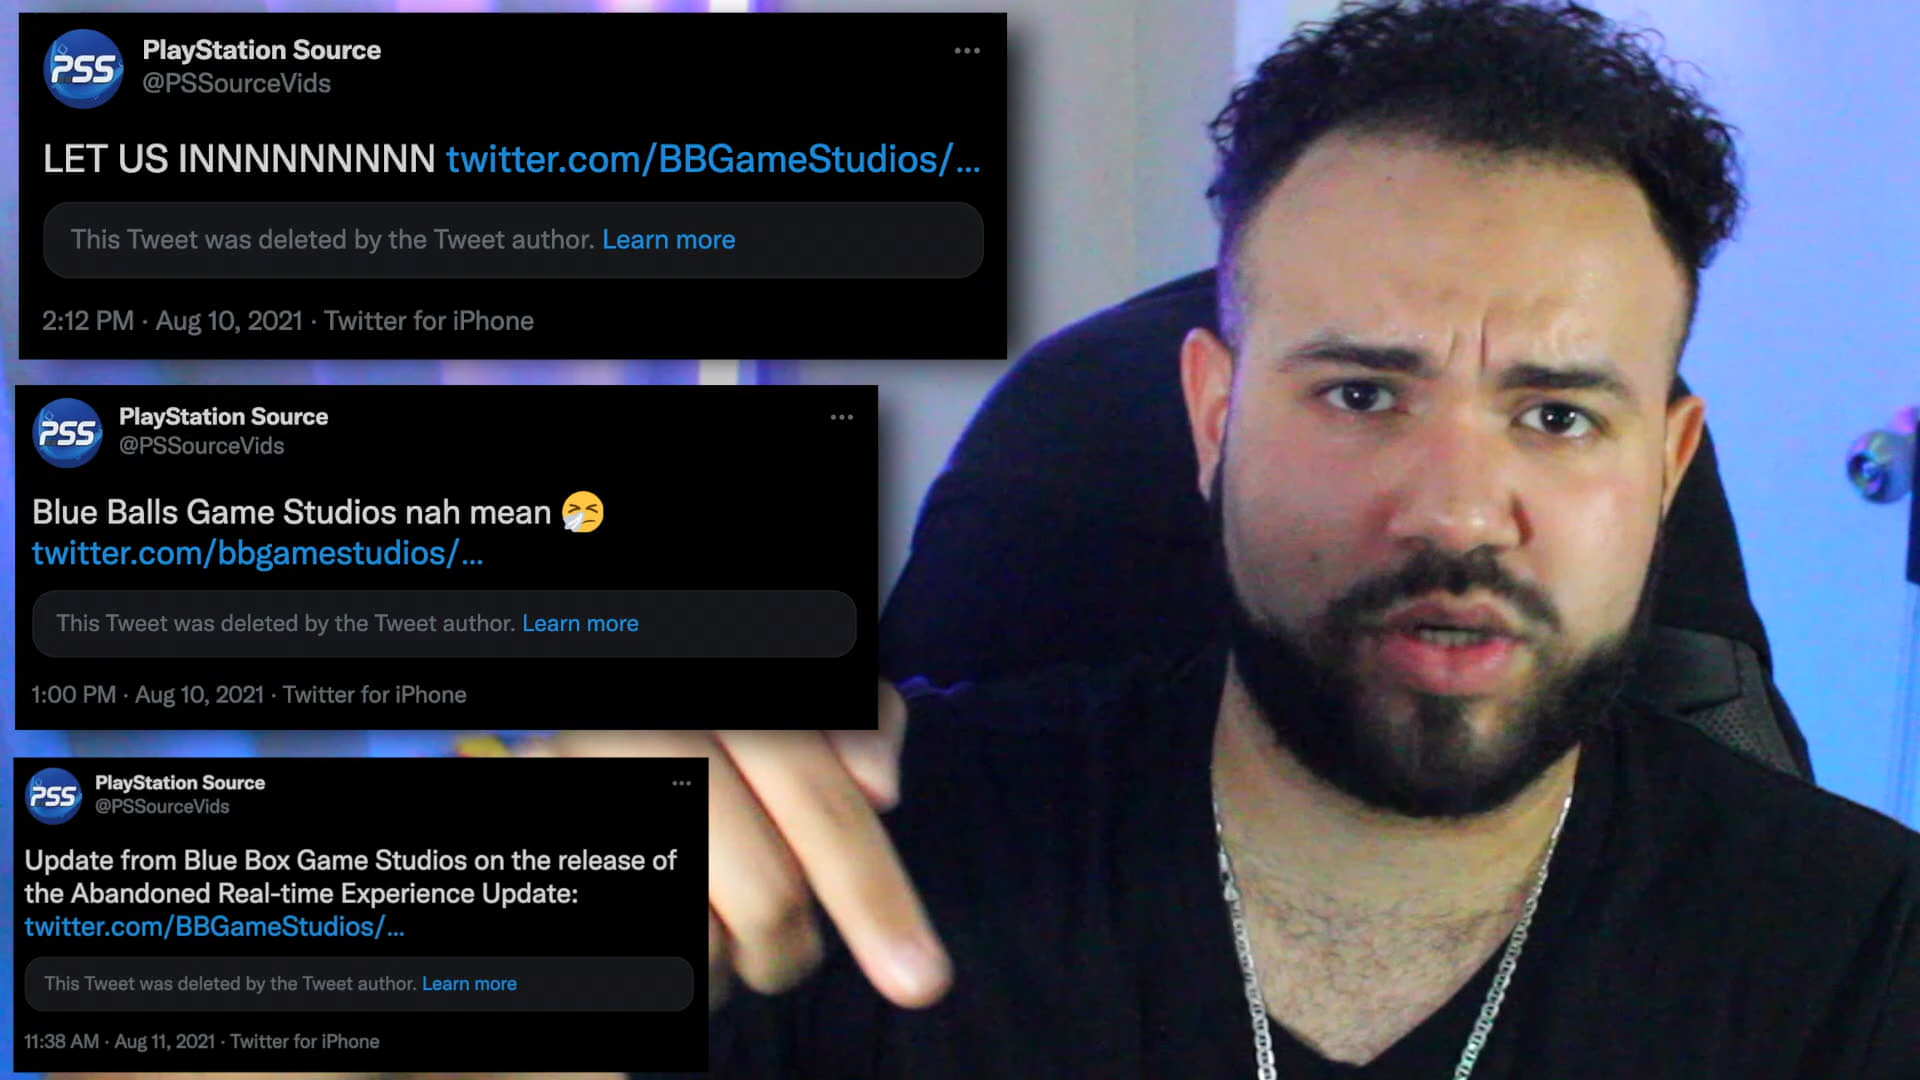 PSS
PlayStation Source
@PSSourceVids
LET US INNNNNNNNN twitter.com/BBGameStudios/...
This Tweet was deleted by the Tweet author. Learn more
2:12 PM · Aug 10, 2021 · Twitter for iPhone
PSS
PlayStation Source
@PSSourceVids
Blue Balls Game Studios nah mean 🤧
twitter.com/bbgamestudios/...
This Tweet was deleted by the Tweet author. Learn more
1:00 PM · Aug 10, 2021 · Twitter for iPhone
PSS
PlayStation Source
@PSSourceVids
Update from Blue Box Game Studios on the release of
the Abandoned Real-time Experience Update:
twitter.com/BBGameStudios/...
This Tweet was deleted by the Tweet author. Learn more
11:38 AM · Aug 11, 2021 · Twitter for iPhone